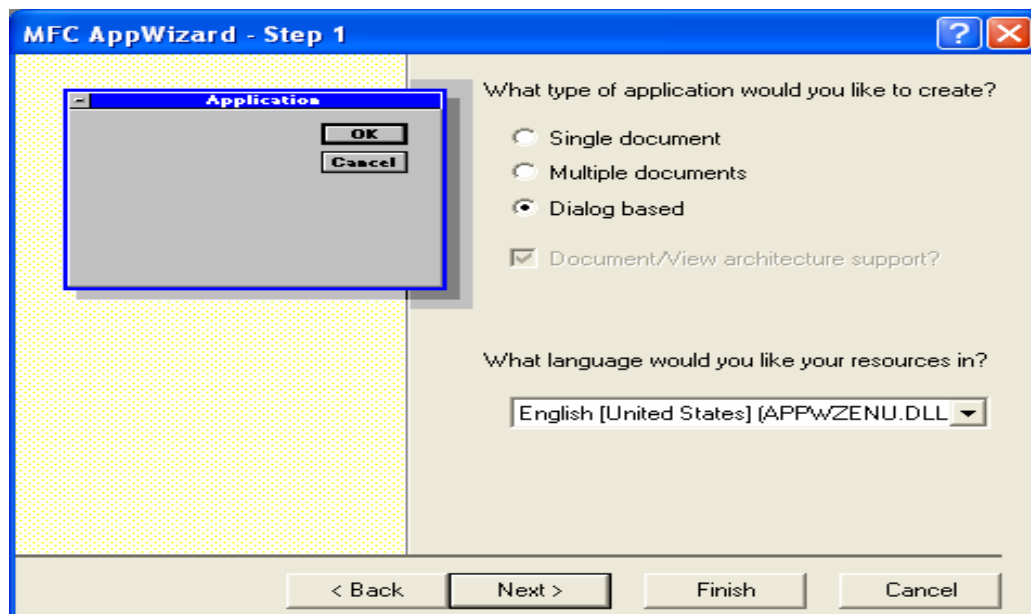 MFC AppWizard - Step 1
Application
OK
Cancel
What type of application would you like to create?
Single document
Multiple documents
Dialog based
Document/View architecture support?
What language would you like your resources in?
English [United States] (APPWZENU.DLL
< Back
Next >
Finish
Cancel